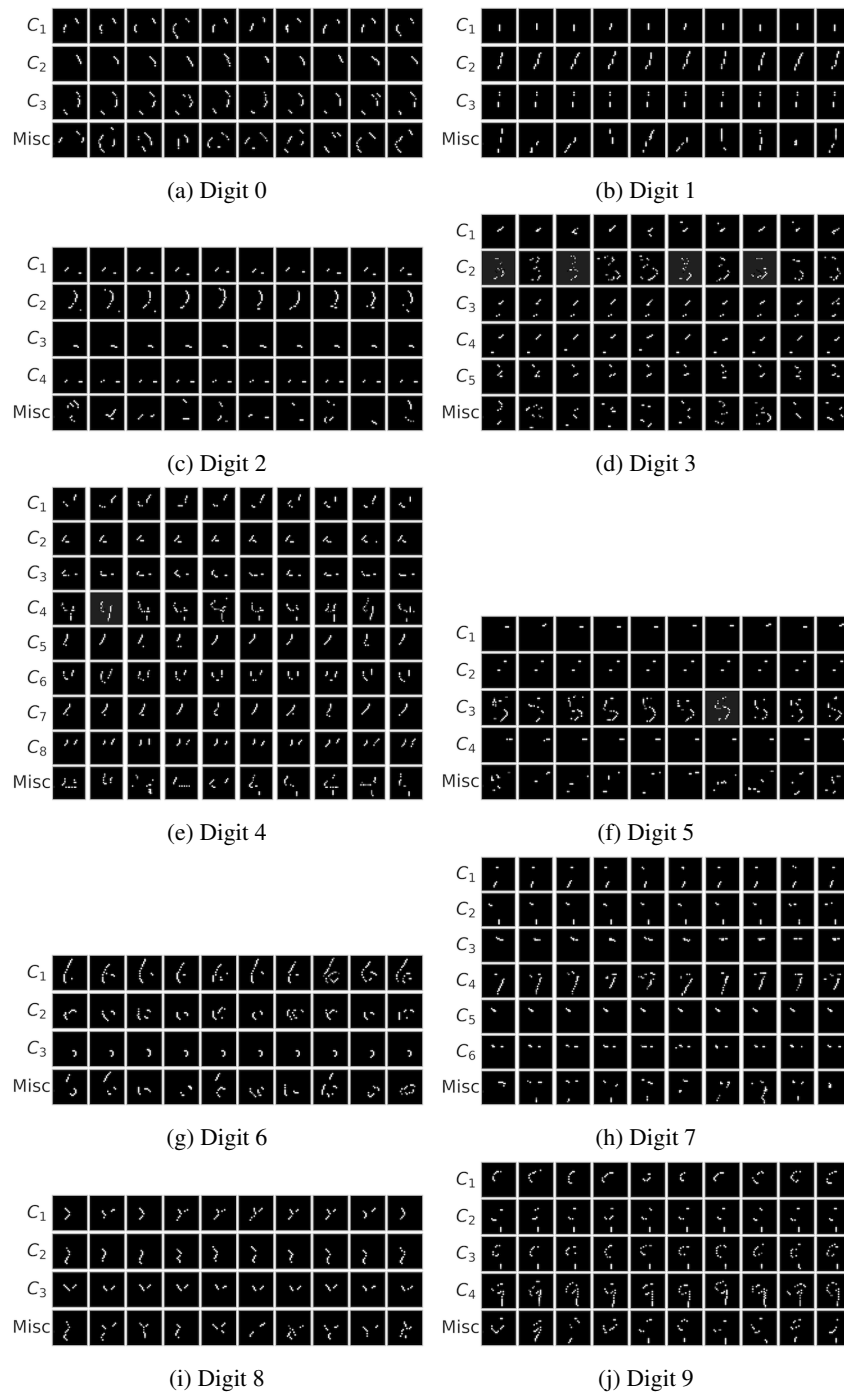 C1
C2
C3
Misc
(a) Digit 0
C1
C2
C3
Misc
(b) Digit 1
C1
C2
C3
C4
Misc
(c) Digit 2
C1
C2
C3
C4
C5
Misc
(d) Digit 3
C1
C2
C3
C4
C5
C6
C7
C8
Misc
(e) Digit 4
C1
C2
C3
C4
Misc
(f) Digit 5
C1
C2
C3
Misc
(g) Digit 6
C1
C2
C3
C4
C5
C6
Misc
(h) Digit 7
C1
C2
C3
Misc
(i) Digit 8
C1
C2
C3
C4
Misc
(j) Digit 9